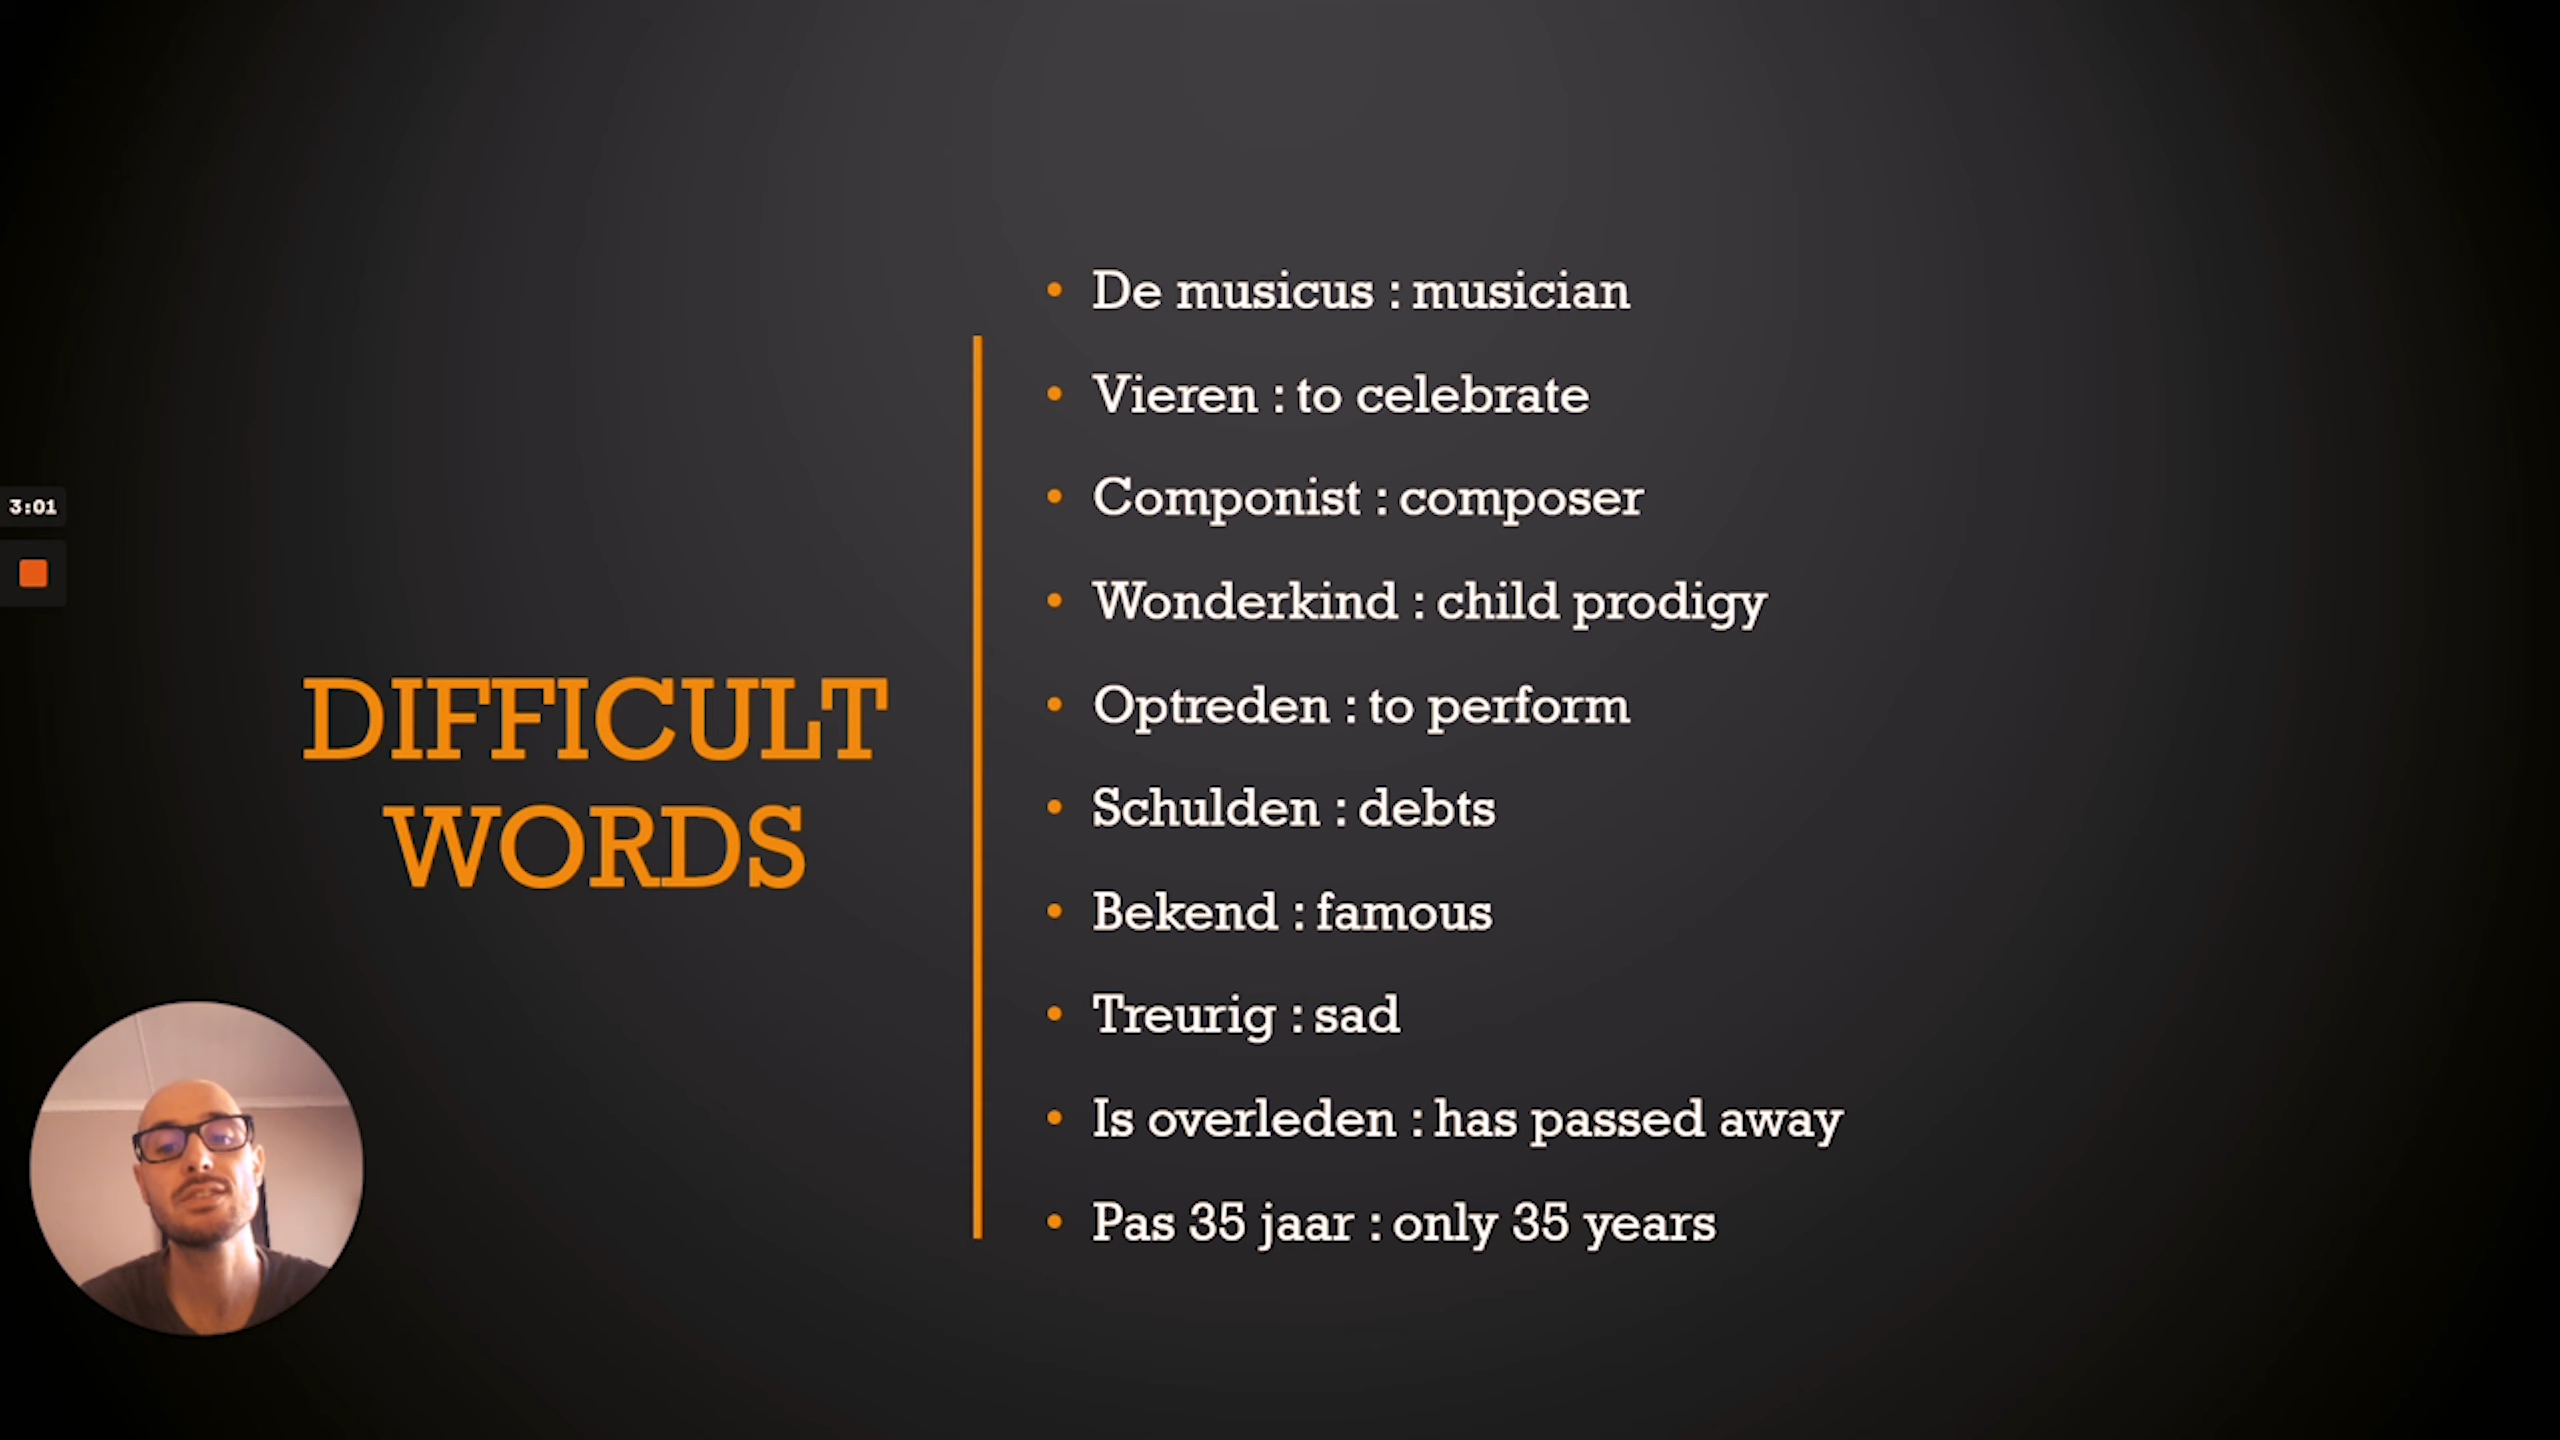 3:01
DIFFICULT
WORDS
• De musicus : musician
• Vieren : to celebrate
• Componist : composer
• Wonderkind : child prodigy
• Optreden : to perform
• Schulden : debts
• Bekend : famous
• Treurig : sad
• Is overleden : has passed away
• Pas 35 jaar : only 35 years